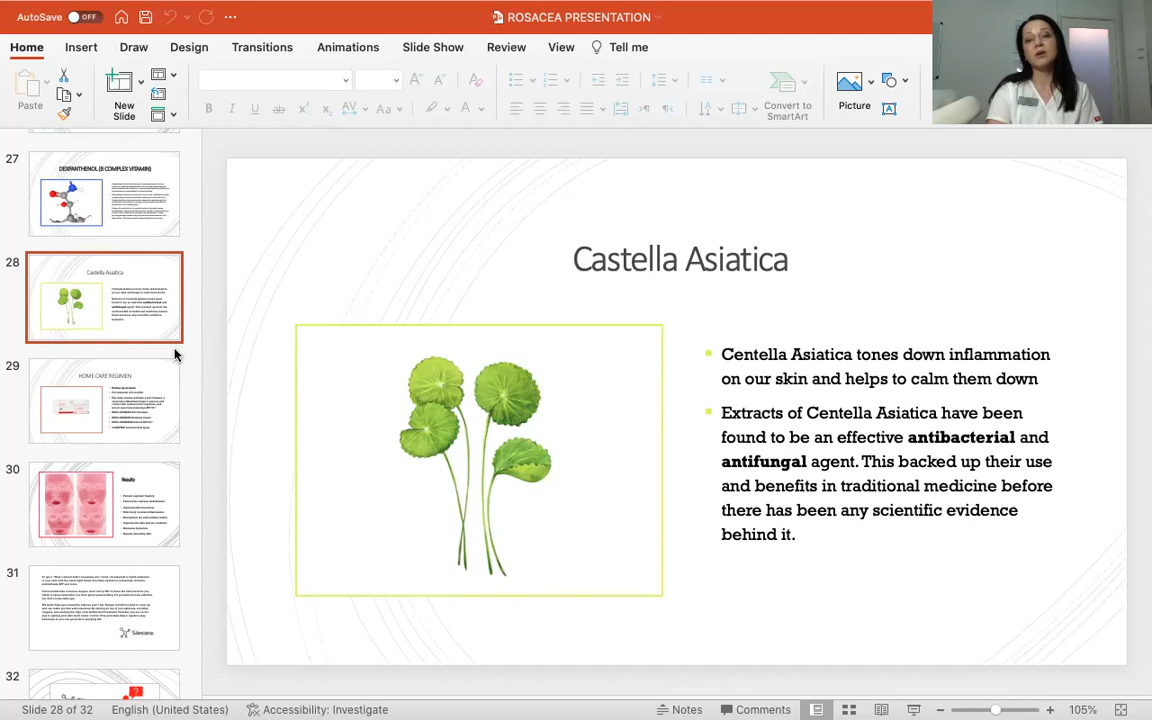 AutoSave OFF
ROSACEA PRESENTATION
Home Insert Draw Design Transitions Animations Slide Show Review View Tell me
Paste
New
Slide
Convert to
SmartArt
Picture
27
DEXPANTHENOL (B COMPLEX VITAMIN)
28
Castella Asiatica
29
HOME CARE REGIMEN
30
Results
31
32
Castella Asiatica
Centella Asiatica tones down inflammation
on our skin and helps to calm them down
Extracts of Centella Asiatica have been
found to be an effective antibacterial and
antifungal agent. This backed up their use
and benefits in traditional medicine before
there has been any scientific evidence
behind it.
Slide 28 of 32 English (United States) Accessibility: Investigate Notes Comments 105%